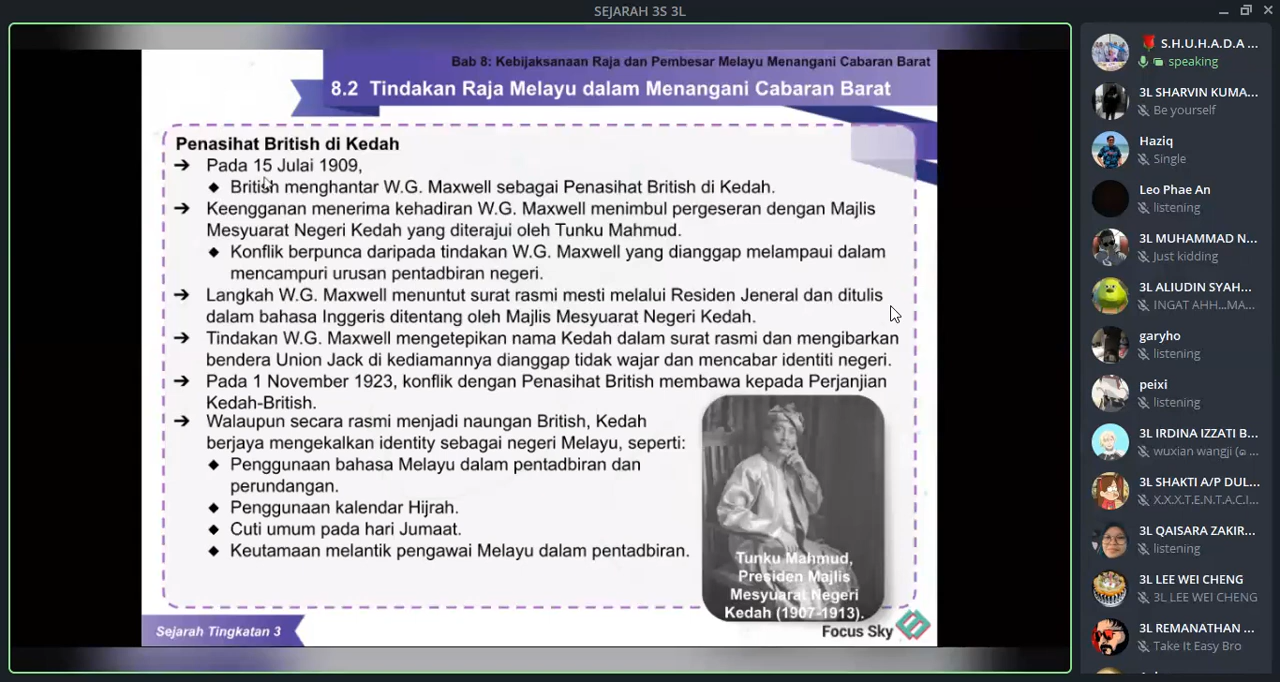 SEJARAH 3S 3L
Bab 8: Kebijaksanaan Raja dan Pembesar Melayu Menangani Cabaran Barat
8.2 Tindakan Raja Melayu dalam Menangani Cabaran Barat
Penasihat British di Kedah
➔ Pada 15 Julai 1909,
◆ British menghantar W.G. Maxwell sebagai Penasihat British di Kedah.
➔ Keengganan menerima kehadiran W.G. Maxwell menimbul pergeseran dengan Majlis
Mesyuarat Negeri Kedah yang diterajui oleh Tunku Mahmud.
◆ Konflik berpunca daripada tindakan W.G. Maxwell yang dianggap melampaui dalam
mencampuri urusan pentadbiran negeri.
➔ Langkah W.G. Maxwell menuntut surat rasmi mesti melalui Residen Jeneral dan ditulis
dalam bahasa Inggeris ditentang oleh Majlis Mesyuarat Negeri Kedah.
➔ Tindakan W.G. Maxwell mengetepikan nama Kedah dalam surat rasmi dan mengibarkan
bendera Union Jack di kediamannya dianggap tidak wajar dan mencabar identiti negeri.
➔ Pada 1 November 1923, konflik dengan Penasihat British membawa kepada Perjanjian
Kedah-British.
➔ Walaupun secara rasmi menjadi naungan British, Kedah
berjaya mengekalkan identity sebagai negeri Melayu, seperti:
◆ Penggunaan bahasa Melayu dalam pentadbiran dan
perundangan.
◆ Penggunaan kalendar Hijrah.
◆ Cuti umum pada hari Jumaat.
◆ Keutamaan melantik pengawai Melayu dalam pentadbiran.
Tunku Mahmud,
Presiden Majlis
Mesyuarat Negeri
Kedah (1907-1913).
Sejarah Tingkatan 3
Focus Sky
S.H.U.H.A.D.A ...
speaking
3L SHARVIN KUMA...
Be yourself
Haziq
Single
Leo Phae An
listening
3L MUHAMMAD N...
Just kidding
3L ALIUDIN SYAH...
INGAT AHH...MA...
garyho
listening
peixi
listening
3L IRDINA IZZATI B...
wuxian wangji
3L SHAKTI A/P DUL...
X.X.X.T.E.N.T.A.C.I...
3L QAISARA ZAKIR...
listening
3L LEE WEI CHENG
3L LEE WEI CHENG
3L REMANATHAN ...
Take It Easy Bro